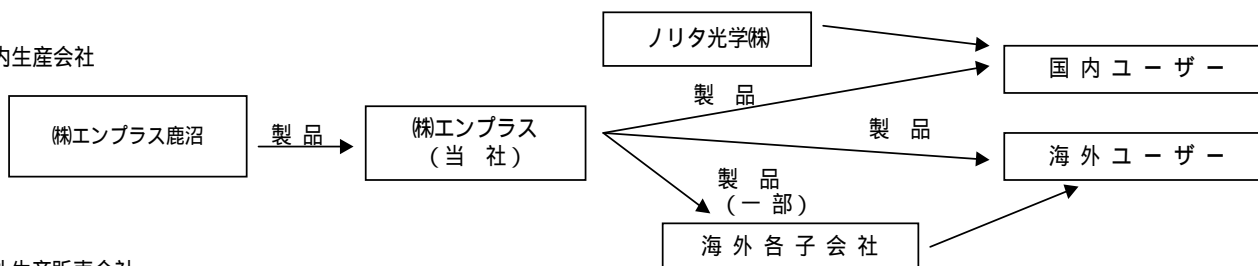 ノリタ光学㈱
内生産会社
国内ユーザー
製品
㈱エンプラス鹿沼
製品
㈱エンプラス
(当社)
製品
海外ユーザー
製品
(一部)
海外各子会社